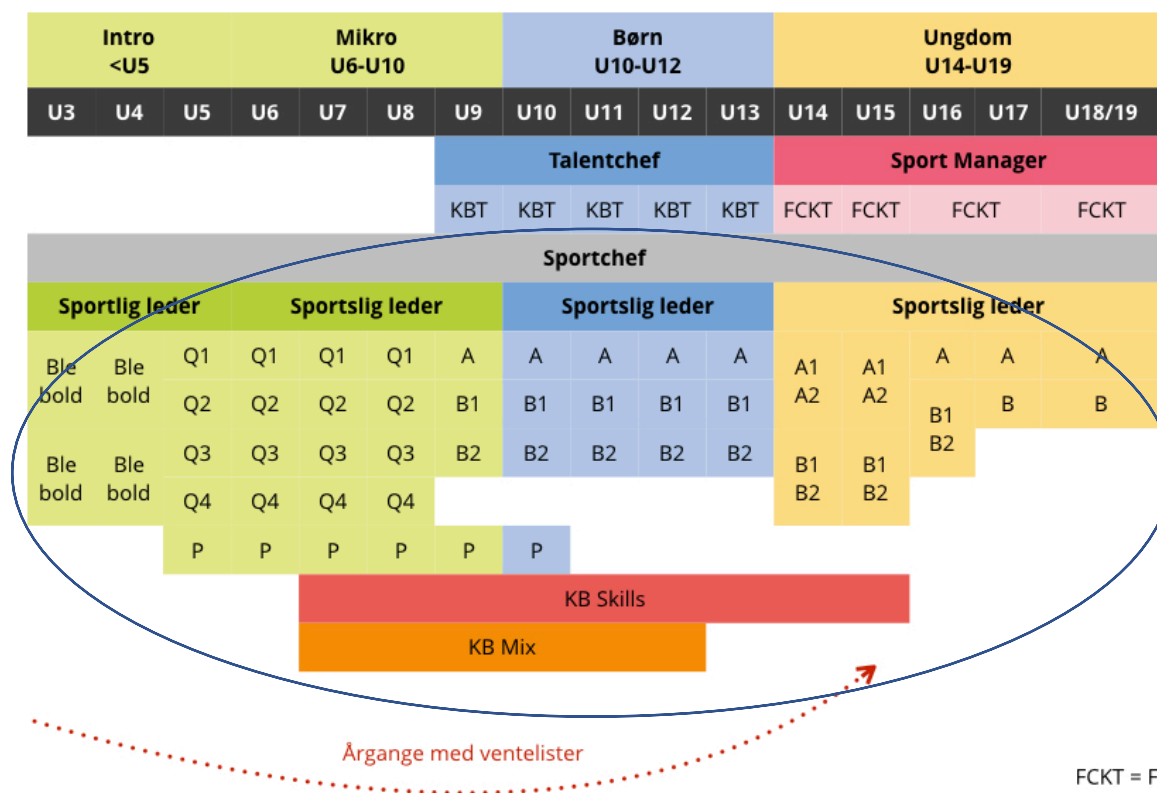 Intro Mikro Børn Ungdom
<U5 U6-U10 U10-U12 U14-U19
U3 U4 U5 U6 U7 U8 U9 U10 U11 U12 U13 U14 U15 U16 U17 U18/19
Talentchef Sport Manager
KBT KBT KBT KBT KBT FCKT FCKT FCKT FCKT
Sportchef
Sportlig leder Sportslig leder Sportslig leder Sportslig leder
Q1 Q1 Q1 Q1 A A A A A A A A
Ble Ble A1 A1
bold bold A2 A2
Q2 Q2 Q2 Q2 B1 B1 B1 B1 B1 B B
B1
B2
Q3 Q3 Q3 Q3 B2 B2 B2 B2 B2
Ble Ble B1 B1
bold bold B2 B2
Q4 Q4 Q4 Q4
P P P P P P
KB Skills
KB Mix
Årgange med ventelister
FCKT = F